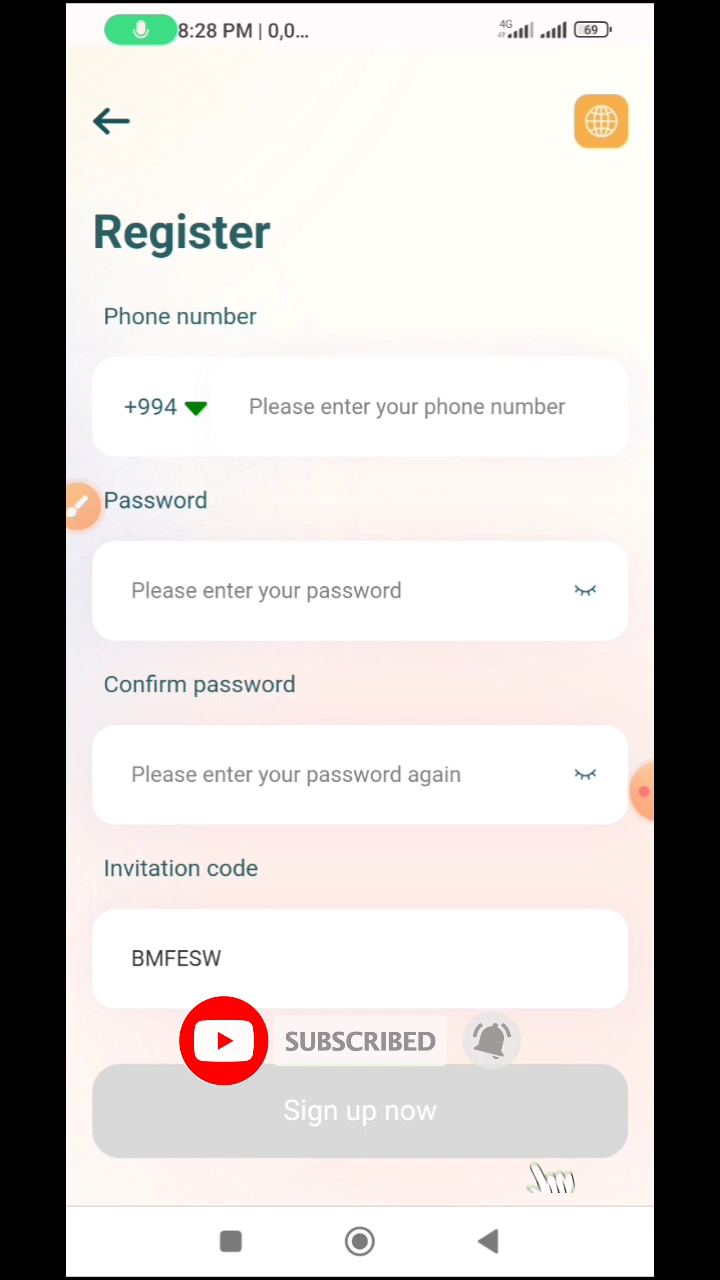 8:28 PM | 0,0...
4G
69
Register
Phone number
+994
Please enter your phone number
Password
Please enter your password
Confirm password
Please enter your password again
Invitation code
BMFESW
SUBSCRIBED
Sign up now